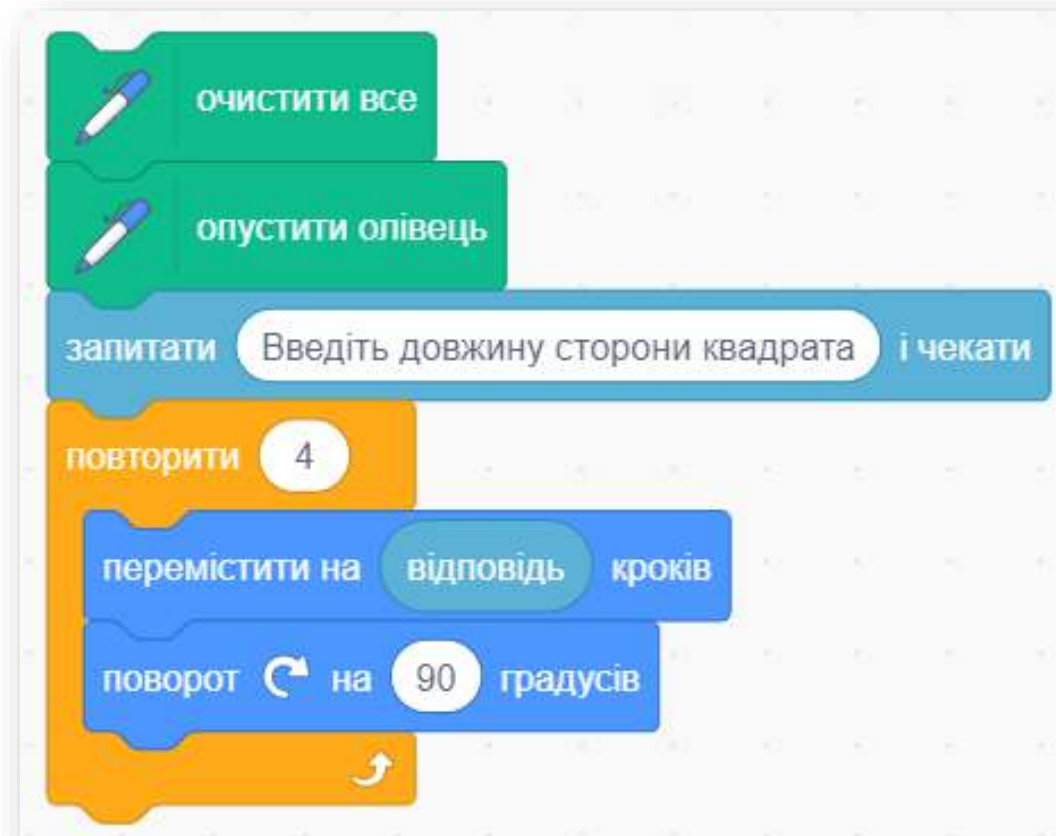 очистити все
опустити олівець
запитати Введіть довжину сторони квадрата і чекати
повторити 4
перемістити на відповідь кроків
поворот на 90 градусів